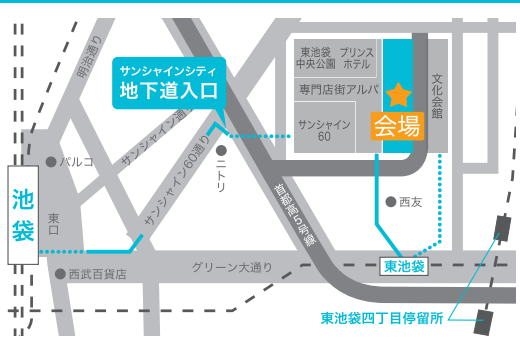 明治通り
サンシャインシティ
地下道入口
東池袋
中央公園
プリンス
ホテル
専門店街アルパ
サンシャイン
60
会場
文化会館
サンシャイン通り
パルコ
サンシャイン60通り
ニトリ
池袋
東口
首都高5号線
西友
西武百貨店
グリーン大通り
東池袋
東池袋四丁目停留所